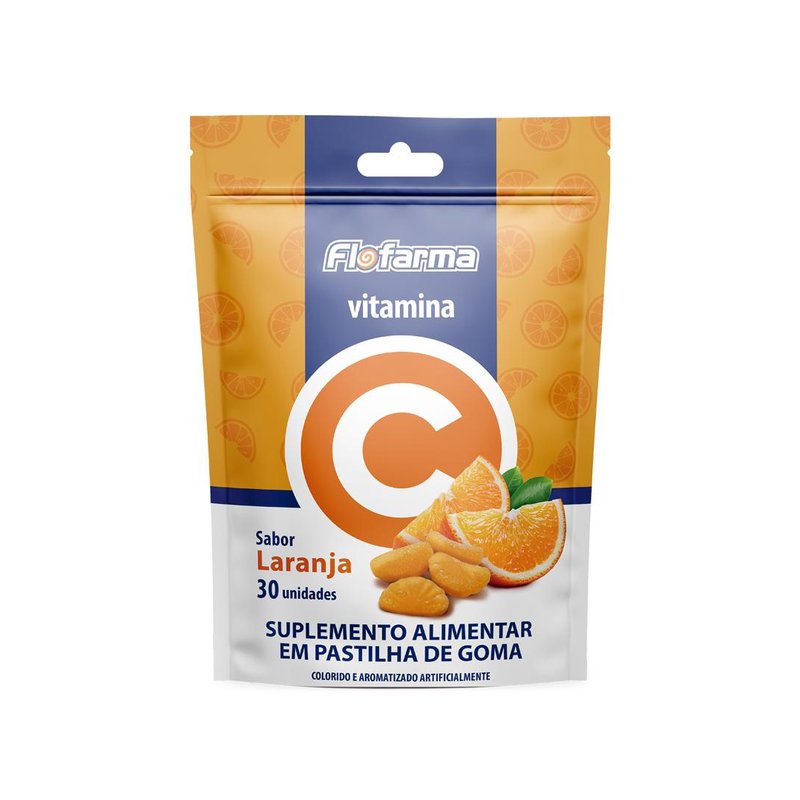 Flofarma
vitamina
C
Sabor
Laranja
30 unidades
SUPLEMENTO ALIMENTAR
EM PASTILHA DE GOMA
COLORIDO E AROMATIZADO ARTIFICIALMENTE